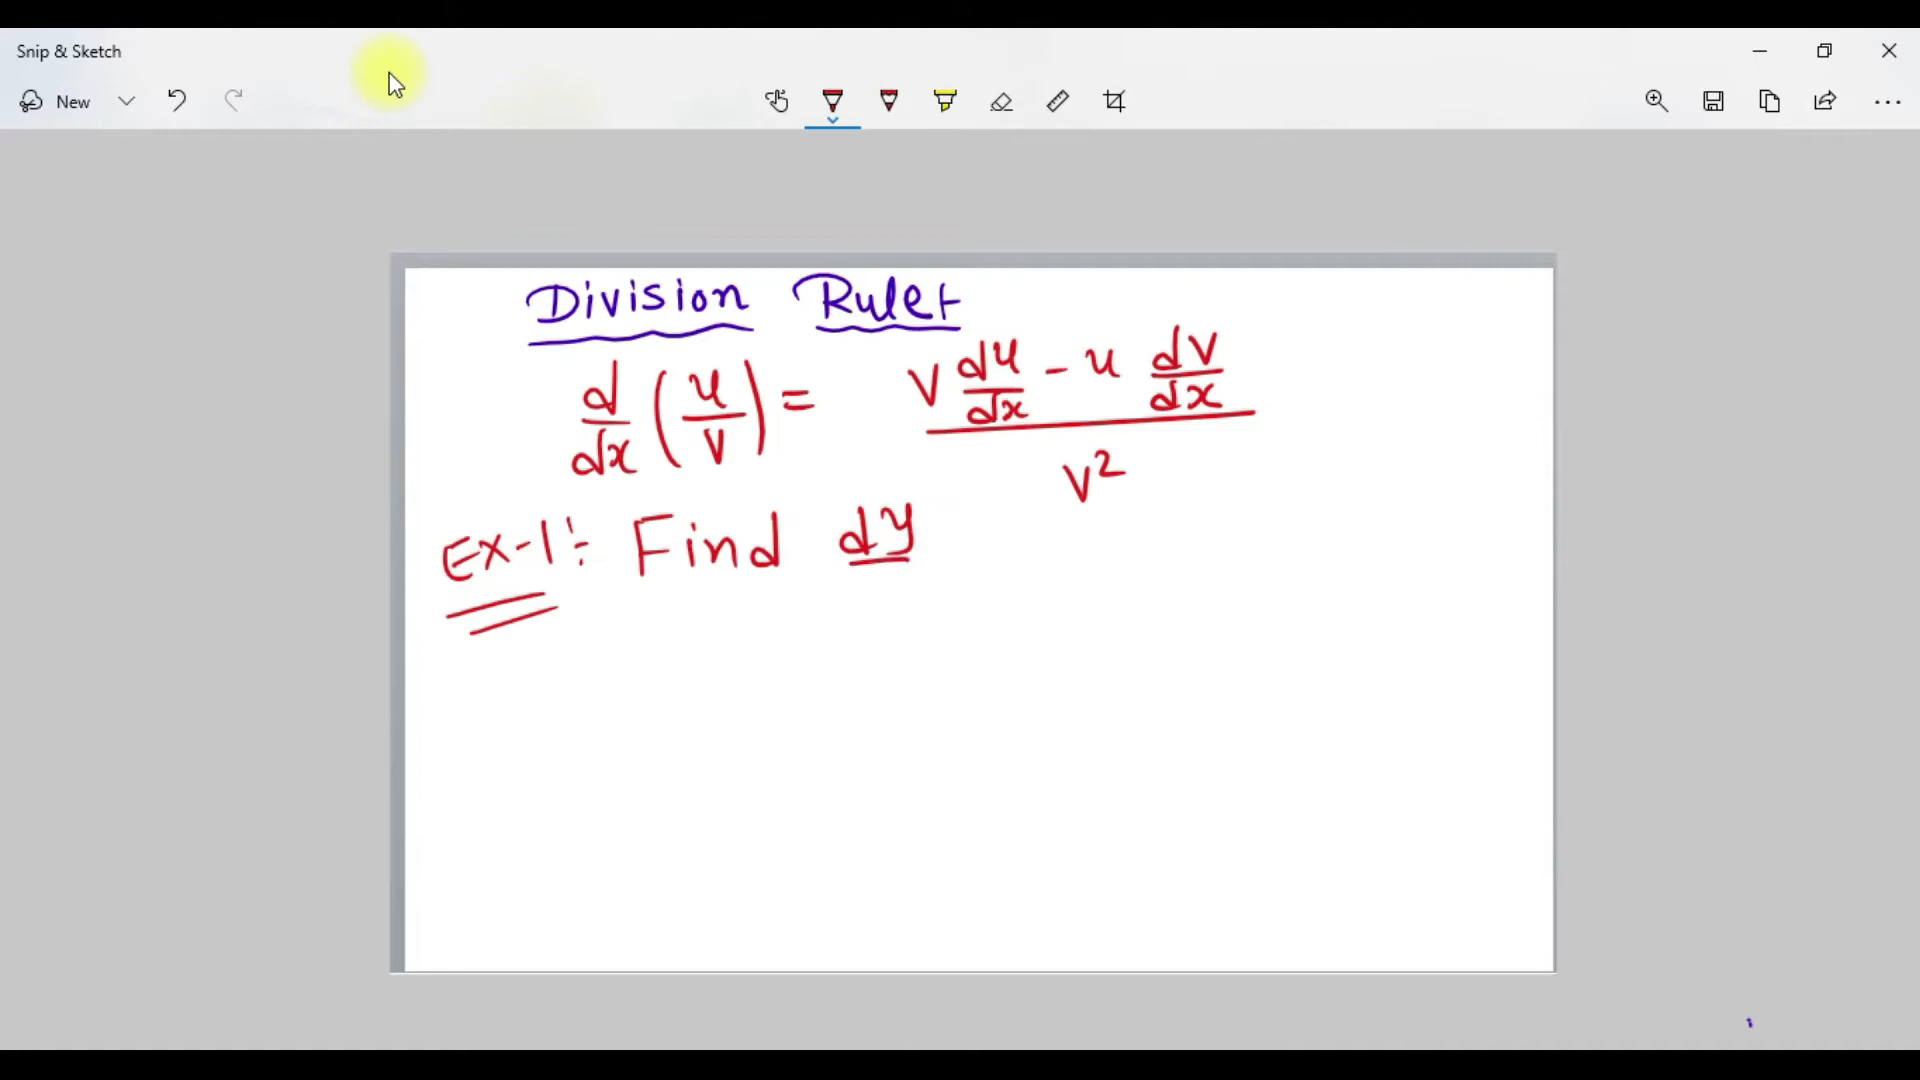 Snip & Sketch
New
Division Rule:-
d/dx (u/v) = (v du/dx - u dv/dx) / v²
Ex-1:- Find dy